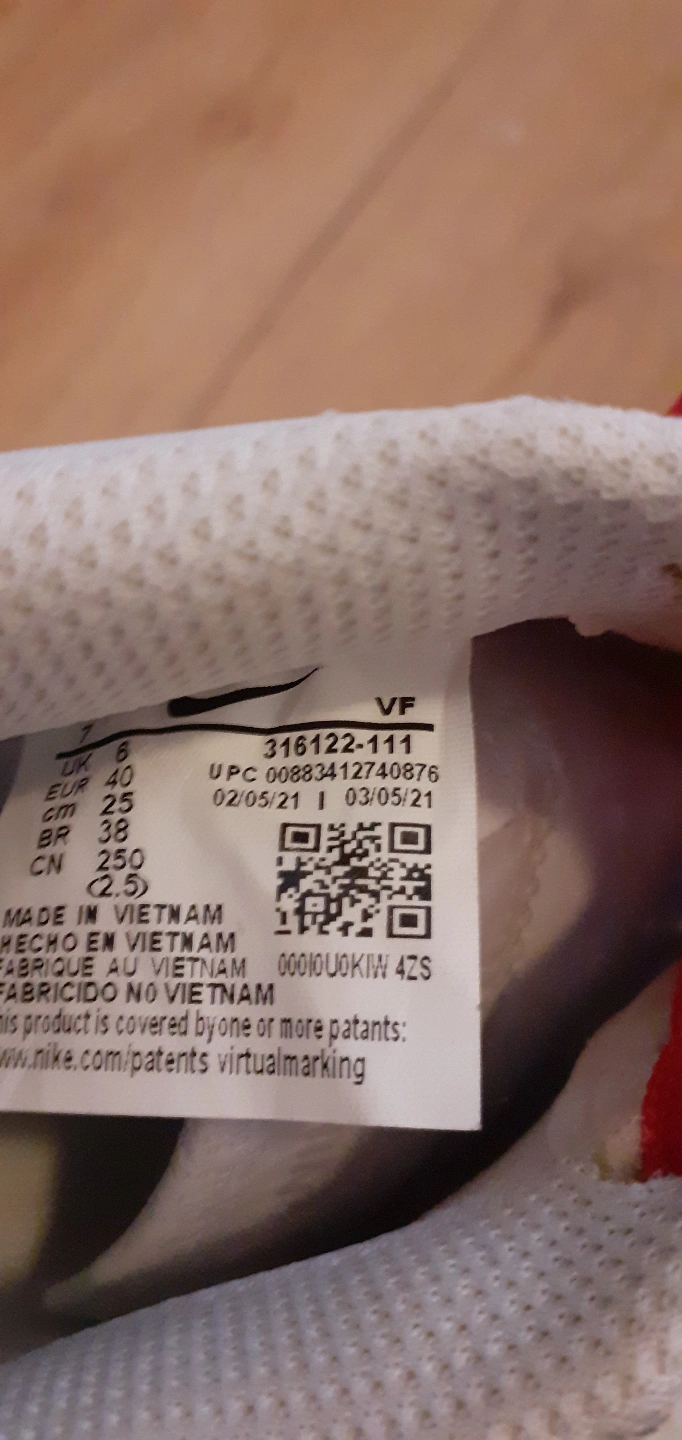 VF
7
UK 6
EUR 40
cm 25
BR 38
CN 250
(2.5)
316122-111
UPC 00883412740876
02/05/21 | 03/05/21
000I0U0KIW 4ZS
MADE IN VIETNAM
HECHO EN VIETNAM
FABRIQUE AU VIETNAM
FABRICIDO NO VIETNAM
his product is covered by one or more patants:
ww.nike.com/patents virtualmarking